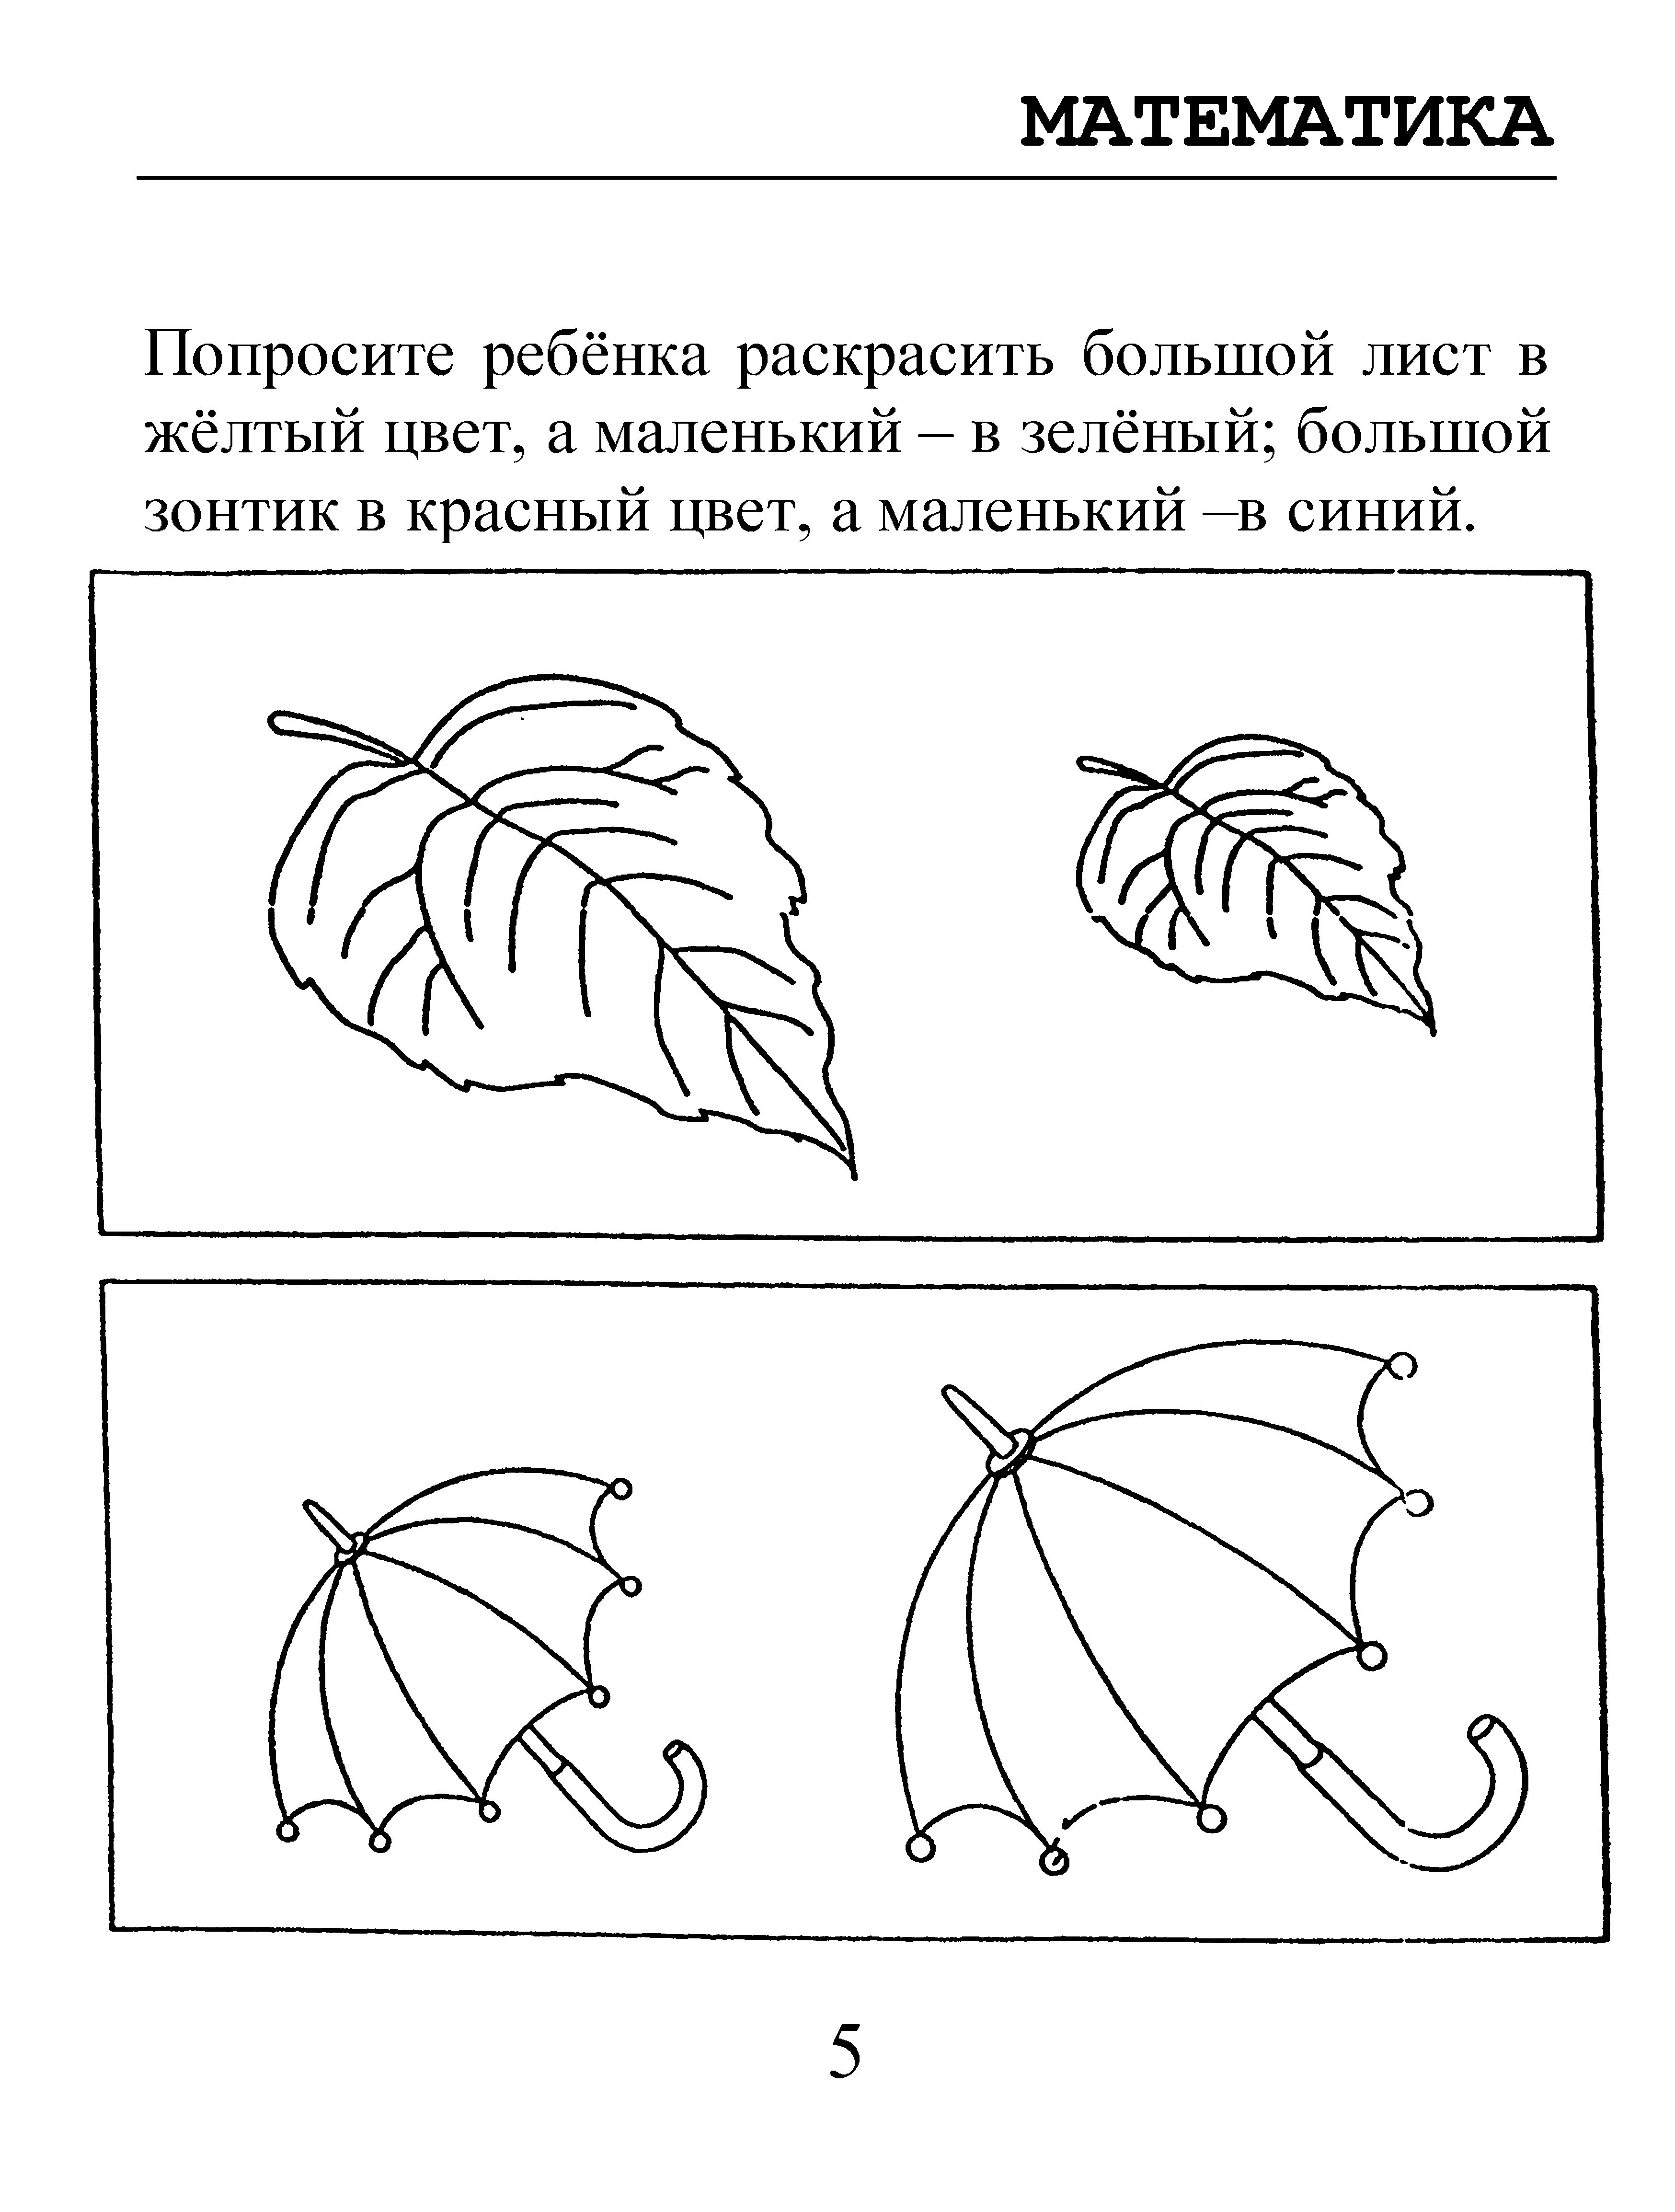 МАТЕМАТИКА
Попросите ребёнка раскрасить большой лист в
жёлтый цвет, а маленький – в зелёный; большой
зонтик в красный цвет, а маленький –в синий.
5